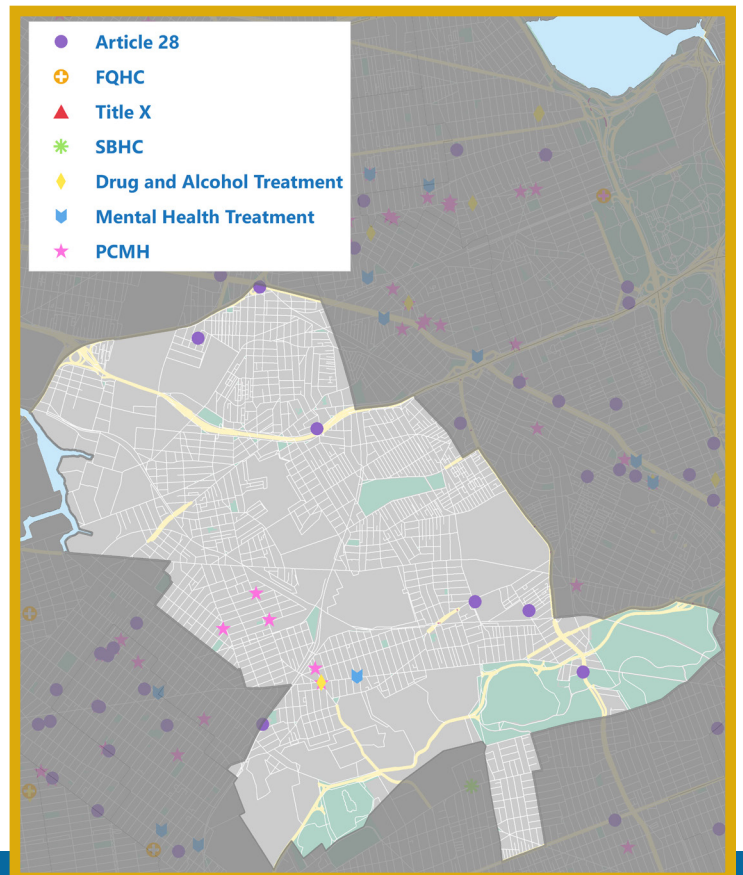 Article 28
FQHC
Title X
SBHC
Drug and Alcohol Treatment
Mental Health Treatment
PCMH